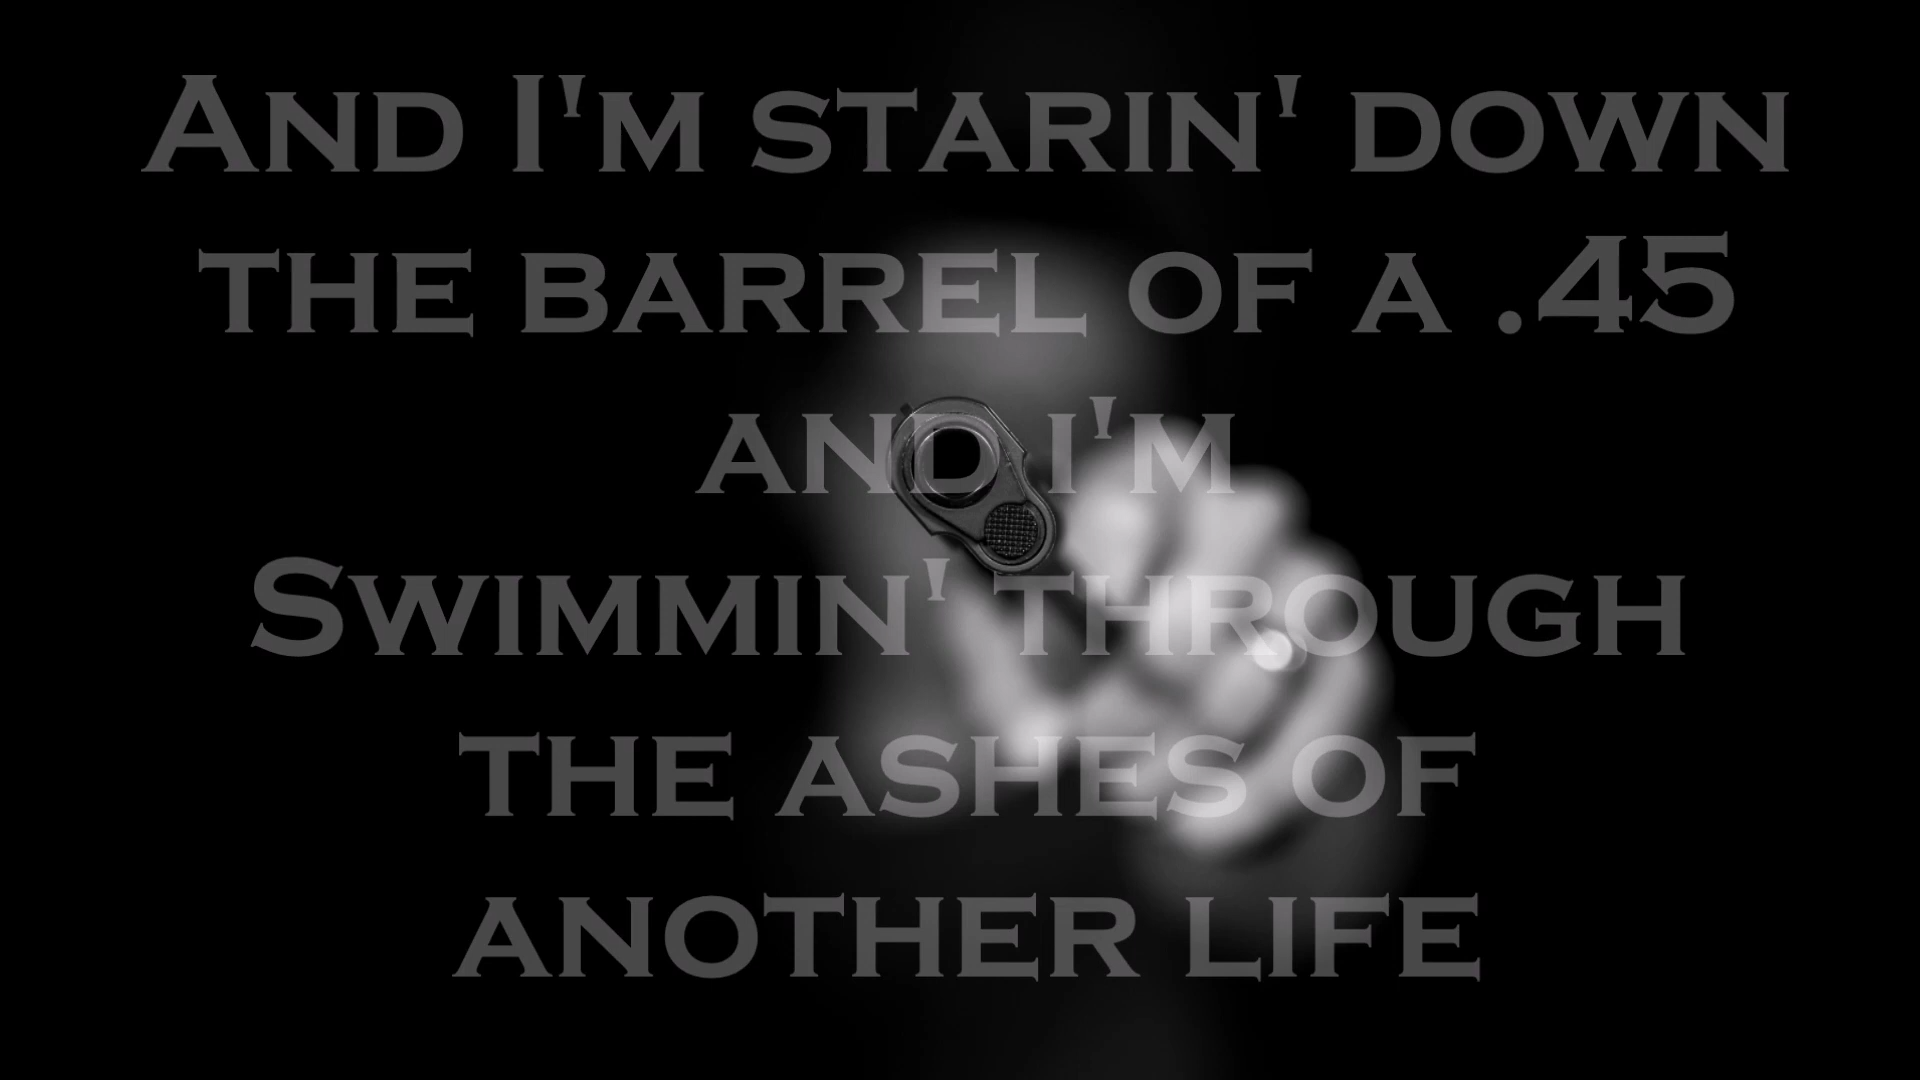 And I'm starin' down
the barrel of a .45
and i'm
Swimmin' through
the ashes of
another life